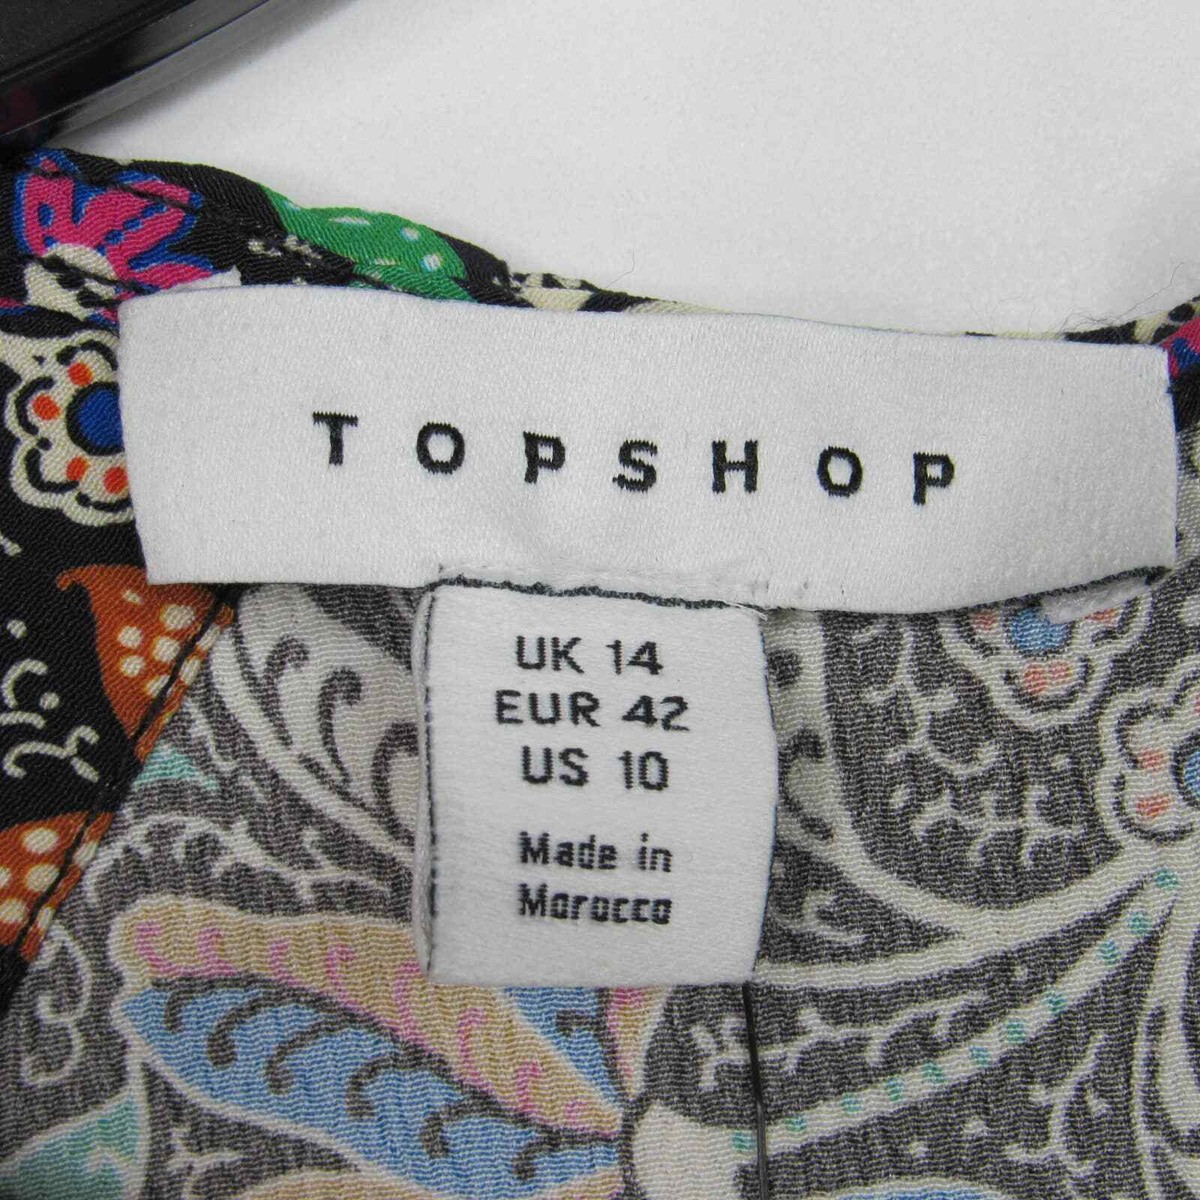 TOPSHOP
UK 14
EUR 42
US 10
Made in
Morocco